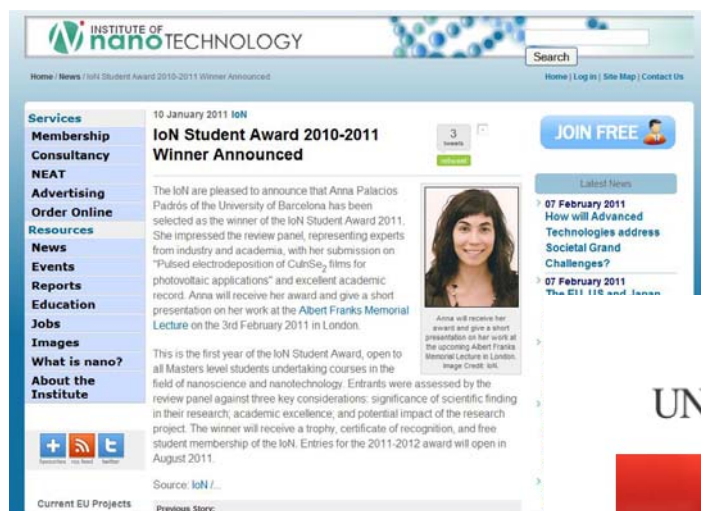 INSTITUTE OF
nanoTECHNOLOGY
Search
Home / News / IoN Student Award 2010-2011 Winner Announced
Home | Log in | Site Map | Contact Us
Services
Membership
Consultancy
NEAT
Advertising
Order Online
Resources
News
Events
Reports
Education
Jobs
Images
What is nano?
About the
Institute
favourites rss feed twitter
Current EU Projects
10 January 2011 IoN
IoN Student Award 2010-2011
Winner Announced
3
tweets
retweet
The IoN are pleased to announce that Anna Palacios
Padrós of the University of Barcelona has been
selected as the winner of the IoN Student Award 2011.
She impressed the review panel, representing experts
from industry and academia, with her submission on
"Pulsed electrodeposition of CuInSe2 films for
photovoltaic applications" and excellent academic
record. Anna will receive her award and give a short
presentation on her work at the Albert Franks Memorial
Lecture on the 3rd February 2011 in London.
Anna will receive her
award and give a short
presentation on her work at
the upcoming Albert Franks
Memorial Lecture in London.
Image Credit: IoN.
This is the first year of the IoN Student Award, open to
all Masters level students undertaking courses in the
field of nanoscience and nanotechnology. Entrants were assessed by the
review panel against three key considerations: significance of scientific finding
in their research; academic excellence; and potential impact of the research
project. The winner will receive a trophy, certificate of recognition, and free
student membership of the IoN. Entries for the 2011-2012 award will open in
August 2011.
Source: IoN /...
Previous Story:
JOIN FREE
Latest News
07 February 2011
How will Advanced
Technologies address
Societal Grand
Challenges?
07 February 2011
The EU, US and Japan
UN